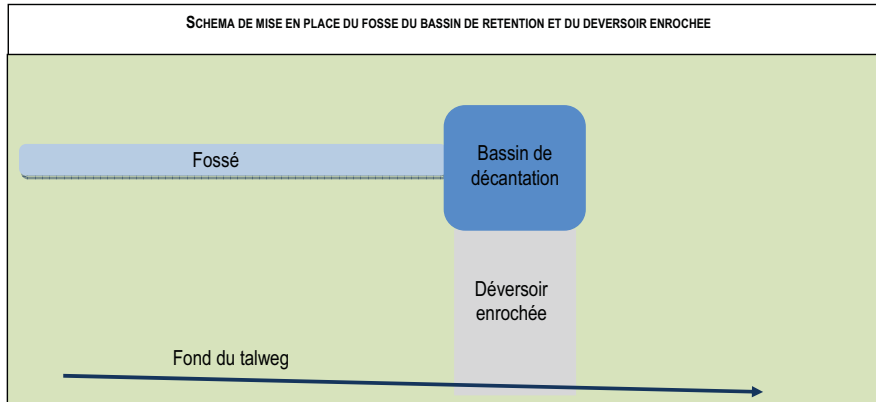 SCHEMA DE MISE EN PLACE DU FOSSE DU BASSIN DE RETENTION ET DU DEVERSOIR ENROCHEE
Fossé
Bassin de
décantation
Déversoir
enrochée
Fond du talweg